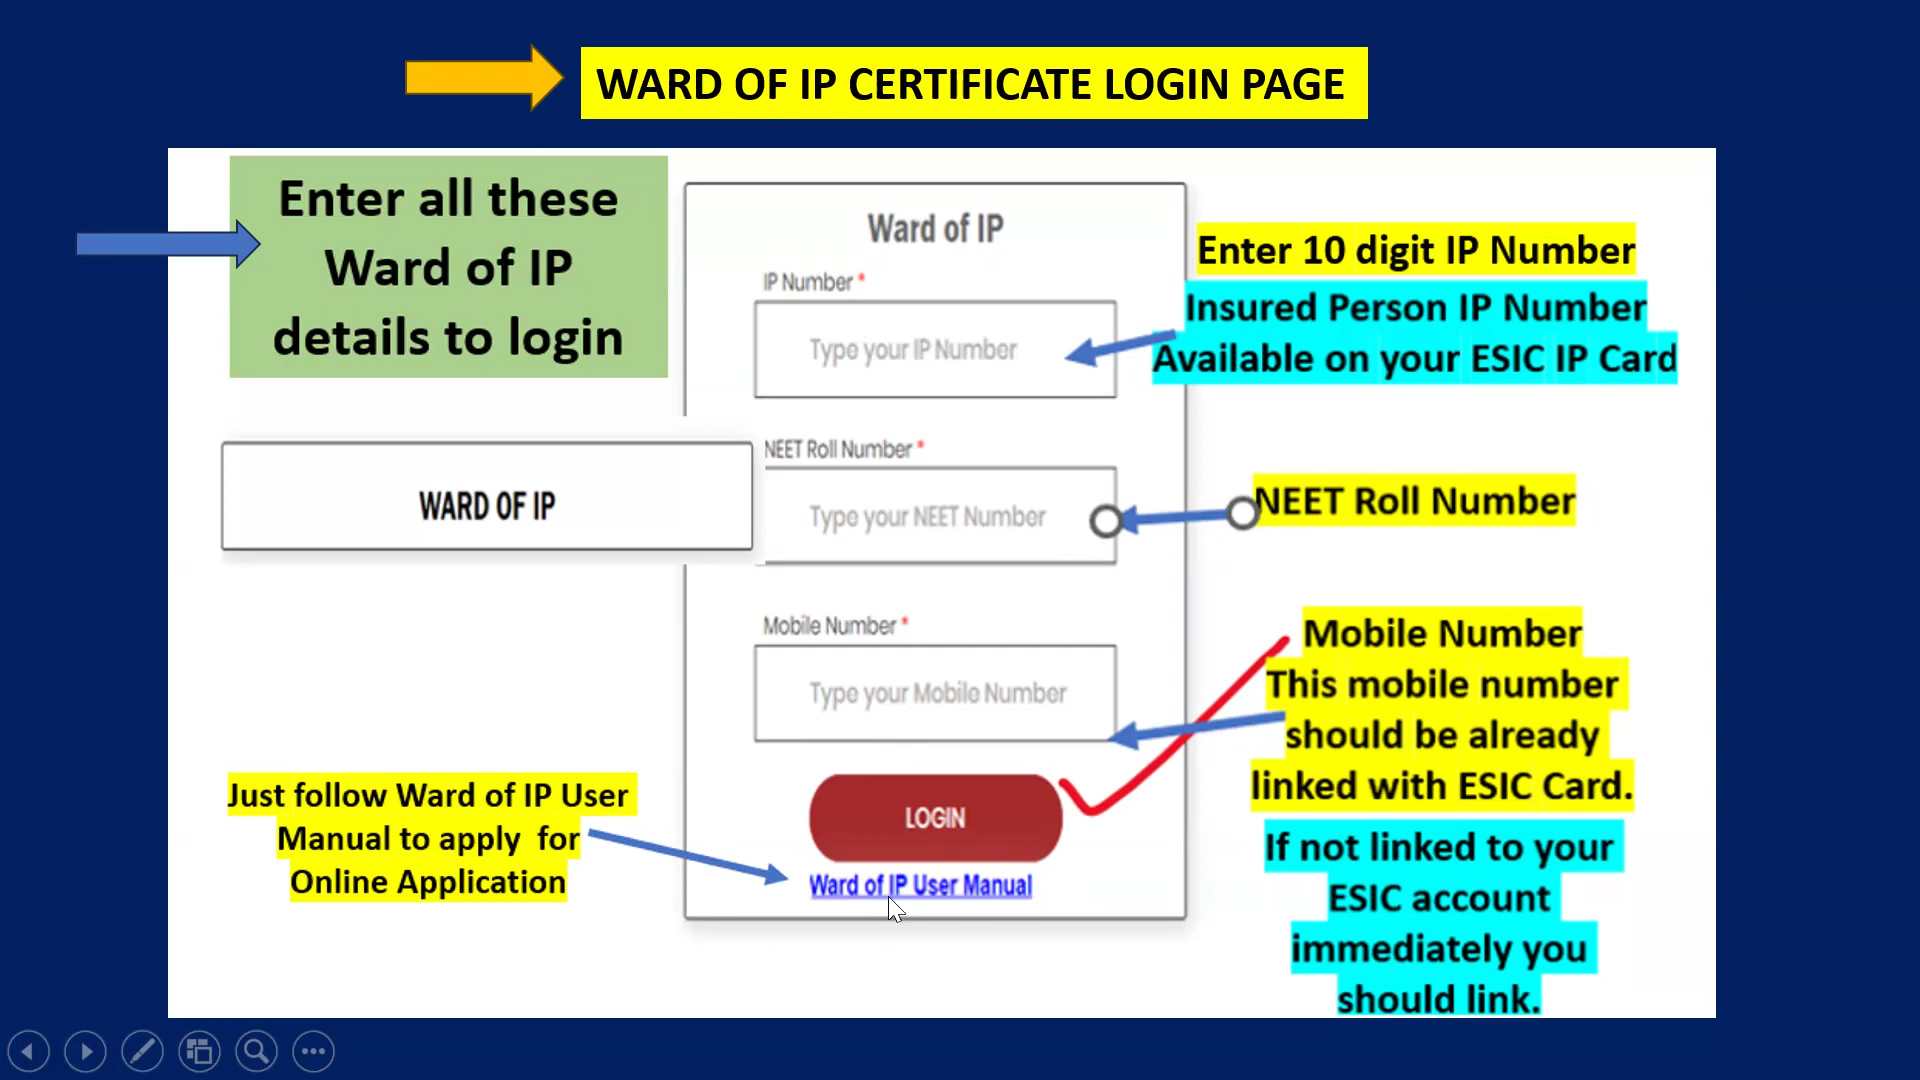 WARD OF IP CERTIFICATE LOGIN PAGE
Enter all these
Ward of IP
details to login
Ward of IP
IP Number *
Type your IP Number
Enter 10 digit IP Number
Insured Person IP Number
Available on your ESIC IP Card
WARD OF IP
NEET Roll Number *
Type your NEET Number
NEET Roll Number
Mobile Number *
Type your Mobile Number
Mobile Number
This mobile number
should be already
linked with ESIC Card.
If not linked to your
ESIC account
immediately you
should link.
LOGIN
Ward of IP User Manual
Just follow Ward of IP User
Manual to apply for
Online Application